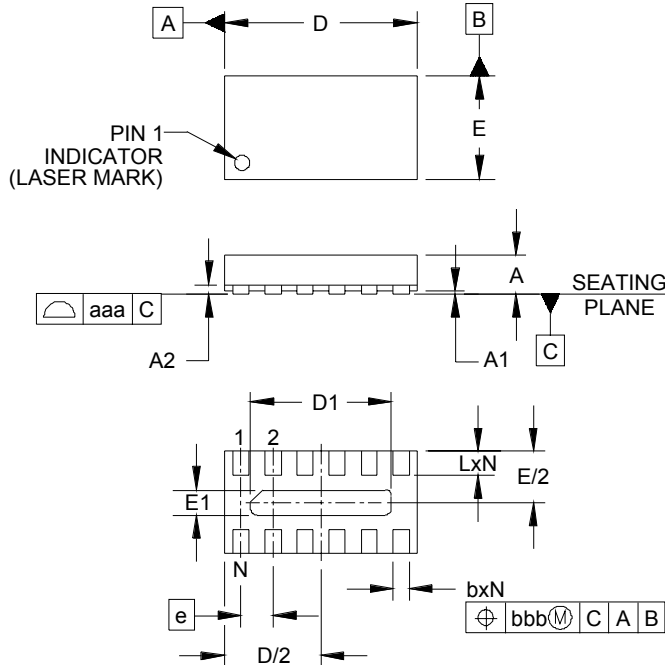 A
D
B
E
PIN 1
INDICATOR
(LASER MARK)
A
SEATING
PLANE
aaa C
A2
A1
C
D1
1 2
LxN
E/2
E1
N
bxN
e
bbb Ⓜ C A B
D/2